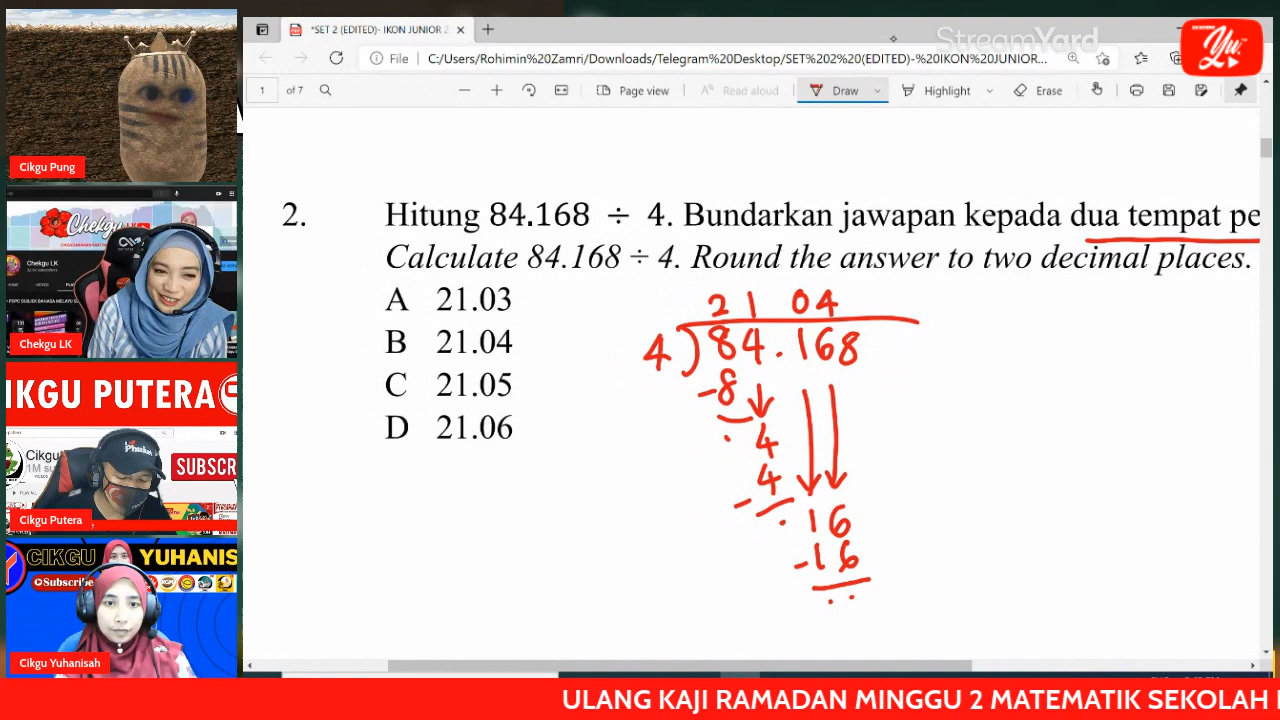 *SET 2 (EDITED)- IKON JUNIOR 2
StreamYard
File
C:/Users/Rohimin%20Zamri/Downloads/Telegram%20Desktop/SET%202%20(EDITED)-%20IKON%20JUNIOR...
1 of 7
Page view
Read aloud
Draw
Highlight
Erase
2. Hitung 84.168 ÷ 4. Bundarkan jawapan kepada dua tempat pe
Calculate 84.168 ÷ 4. Round the answer to two decimal places.
A 21.03
B 21.04
C 21.05
D 21.06
21 04
4)84.168
-8
4
4
-
16
-16
Cikgu Pung
Chekgu LK
Chekgu LK
IKGU PUTERA
Cikgu
1M su
SUBSCR
Cikgu Putera
CIKGU YUHANIS
Subscribe
Cikgu Yuhanisah
ULANG KAJI RAMADAN MINGGU 2 MATEMATIK SEKOLAH